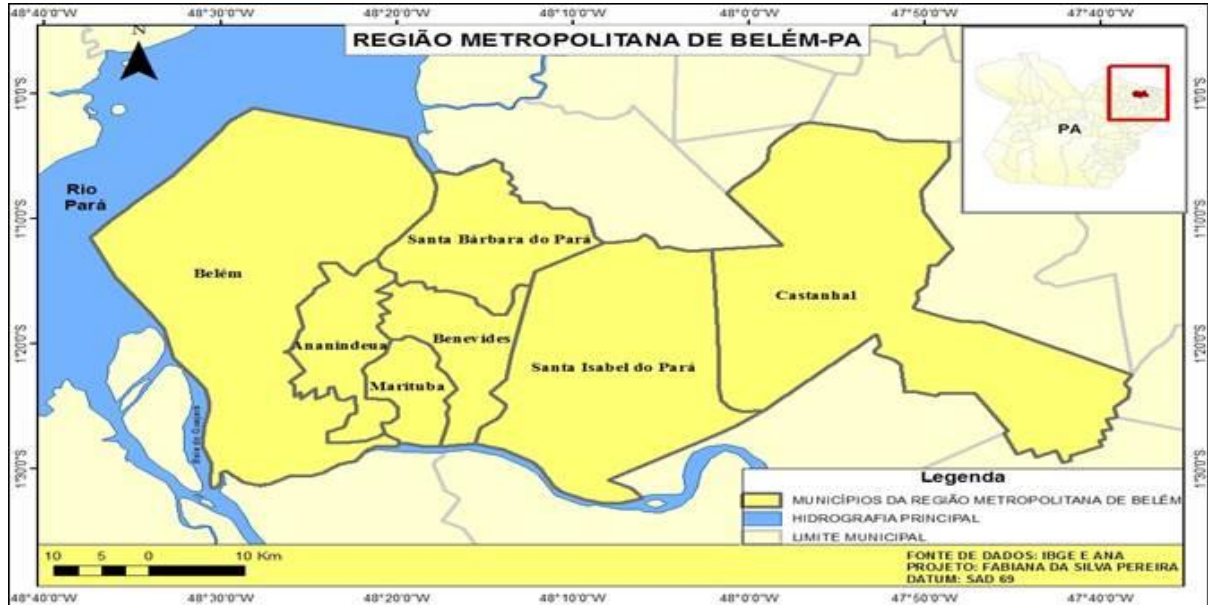 48°40'0"W 48°30'0"W 48°20'0"W 48°10'0"W 48°0'0"W 47°50'0"W 47°40'0"W
N
REGIÃO METROPOLITANA DE BELÉM-PA
PA
1°0'0"S 1°0'0"S
Rio
Pará
1°10'0"S 1°10'0"S
Santa Bàrbara do Pará
Belém
Castanhal
Ananindeua
Benevides
1°20'0"S 1°20'0"S
Marituba
Santa Isabel do Pará
1°30'0"S 1°30'0"S
Legenda
MUNICÍPIOS DA REGIÃO METROPOLITANA DE BELÉM
HIDROGRAFIA PRINCIPAL
LIMITE MUNICIPAL
10 5 0 10 Km
FONTE DE DADOS: IBGE E ANA
PROJETO: FABIANA DA SILVA PEREIRA
DATUM: SAD 69
48°40'0"W 48°30'0"W 48°20'0"W 48°10'0"W 48°0'0"W 47°50'0"W 47°40'0"W